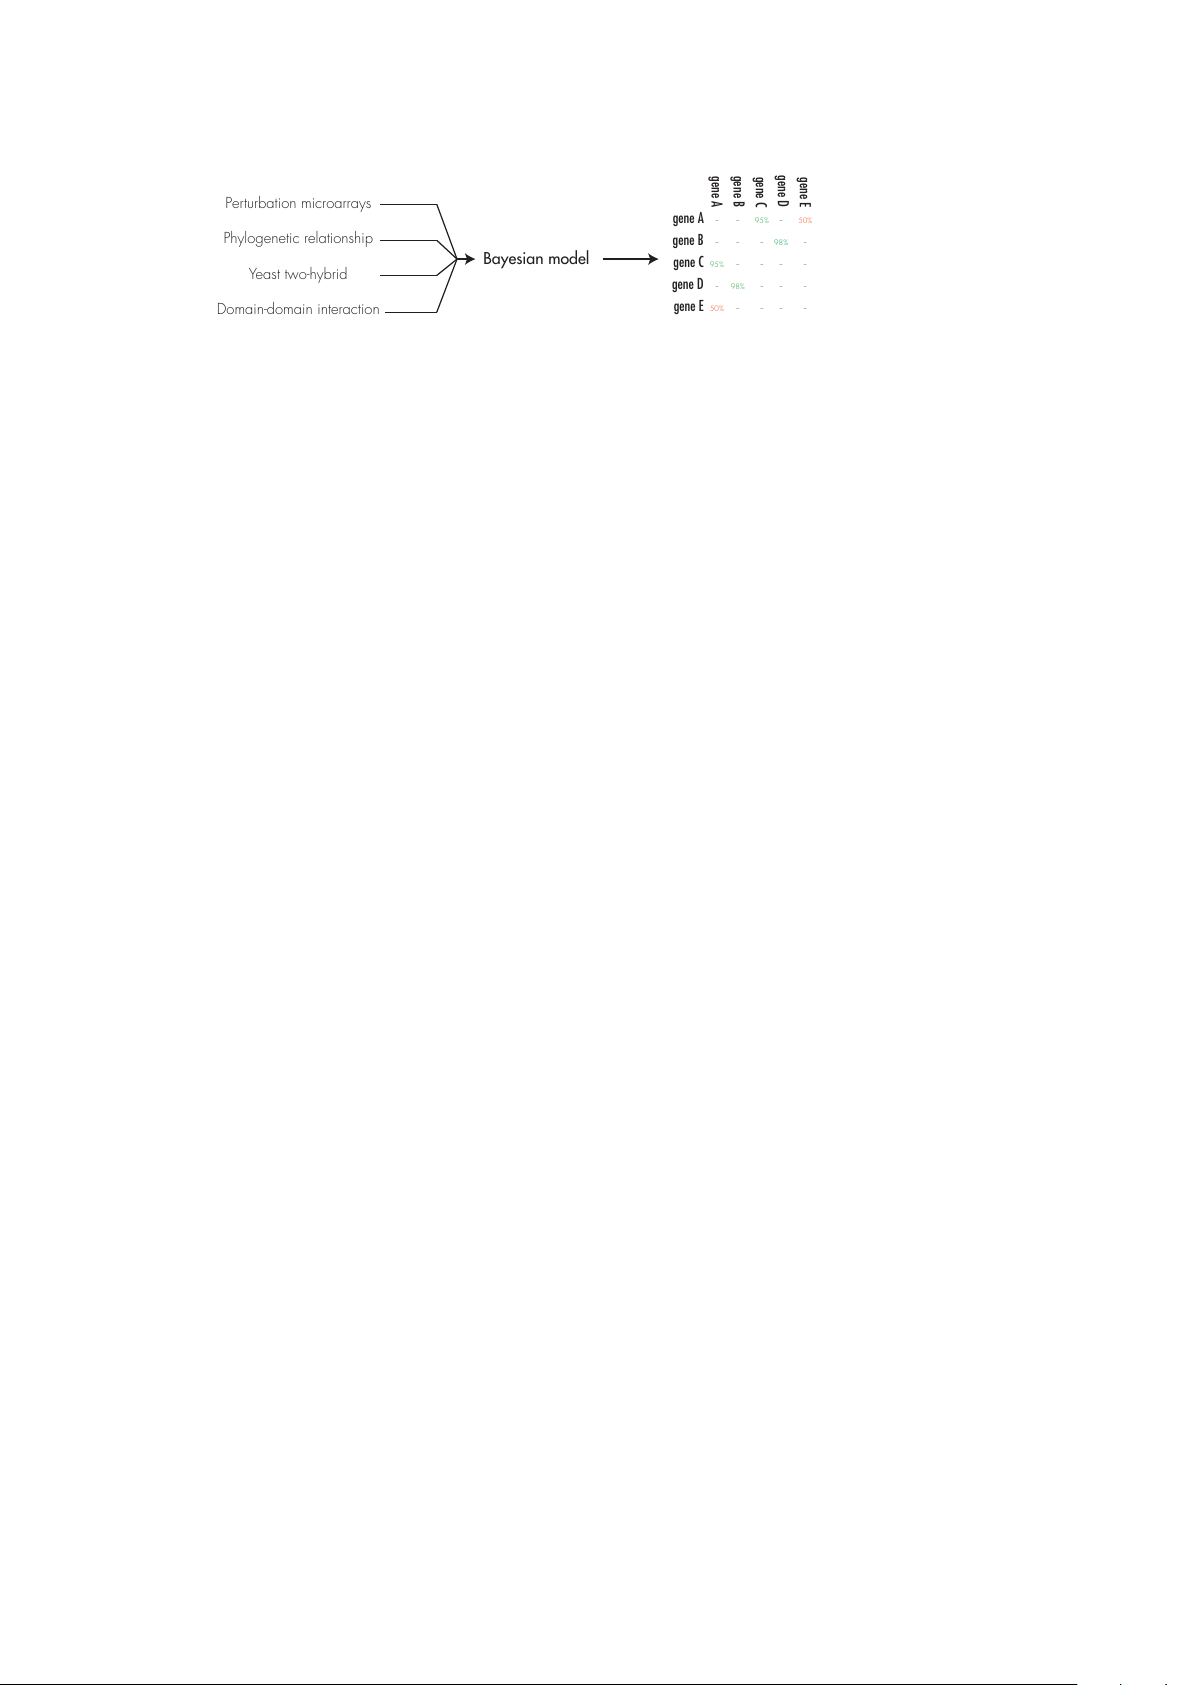 Perturbation microarrays
Phylogenetic relationship
Yeast two-hybrid
Domain-domain interaction
Bayesian model
gene A gene B gene C gene D gene E
gene A - - 95% - 50%
gene B - - - 98% -
gene C 95% - - - -
gene D - 98% - - -
gene E 50% - - - -